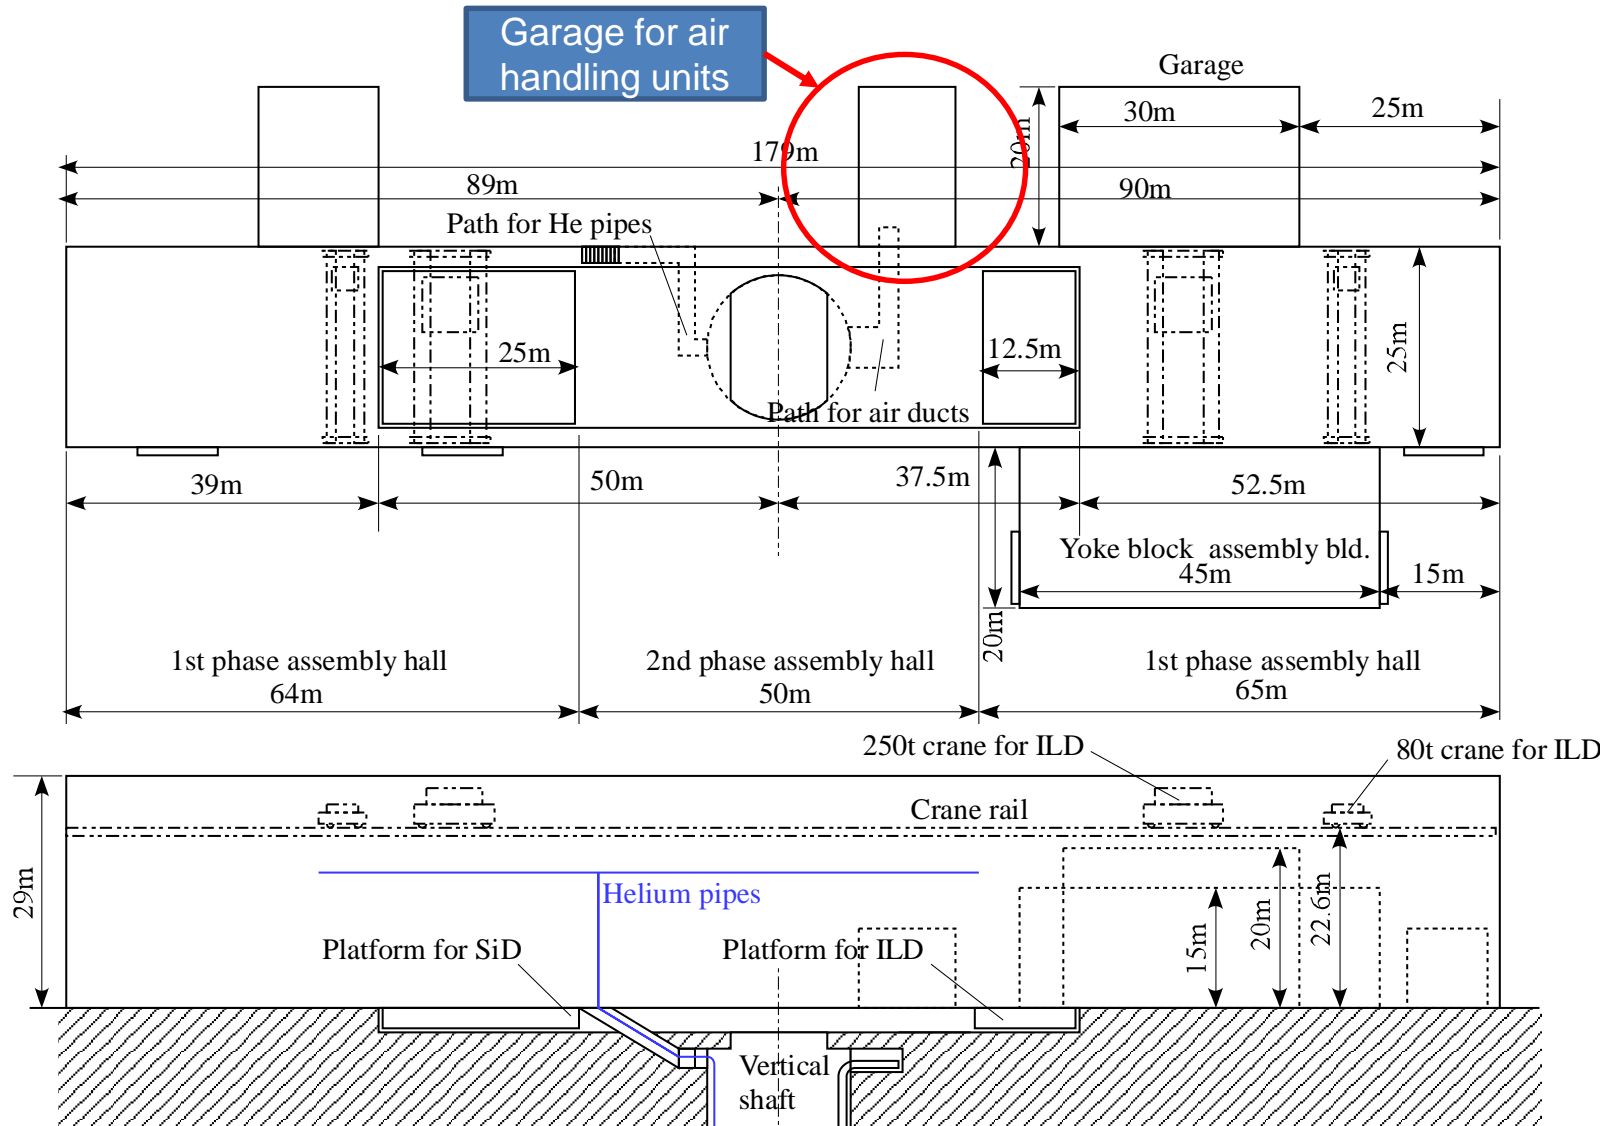 Garage for air
handling units
Garage
30m
25m
20m
179m
89m
90m
Path for He pipes
25m
12.5m
25m
Path for air ducts
39m
50m
37.5m
52.5m
Yoke block assembly bld.
45m
15m
20m
1st phase assembly hall
64m
2nd phase assembly hall
50m
1st phase assembly hall
65m
250t crane for ILD
80t crane for ILD
Crane rail
29m
Helium pipes
Platform for SiD
Platform for ILD
15m
20m
22.6m
Vertical
shaft